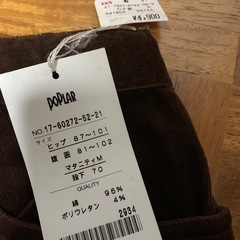 POPLAR
NO.17-60272-52-21
サイズ
ヒップ 87～101
腹囲 81～102
マタニティM
股下 70
QUALITY
綿 96%
ポリウレタン 4%
2934